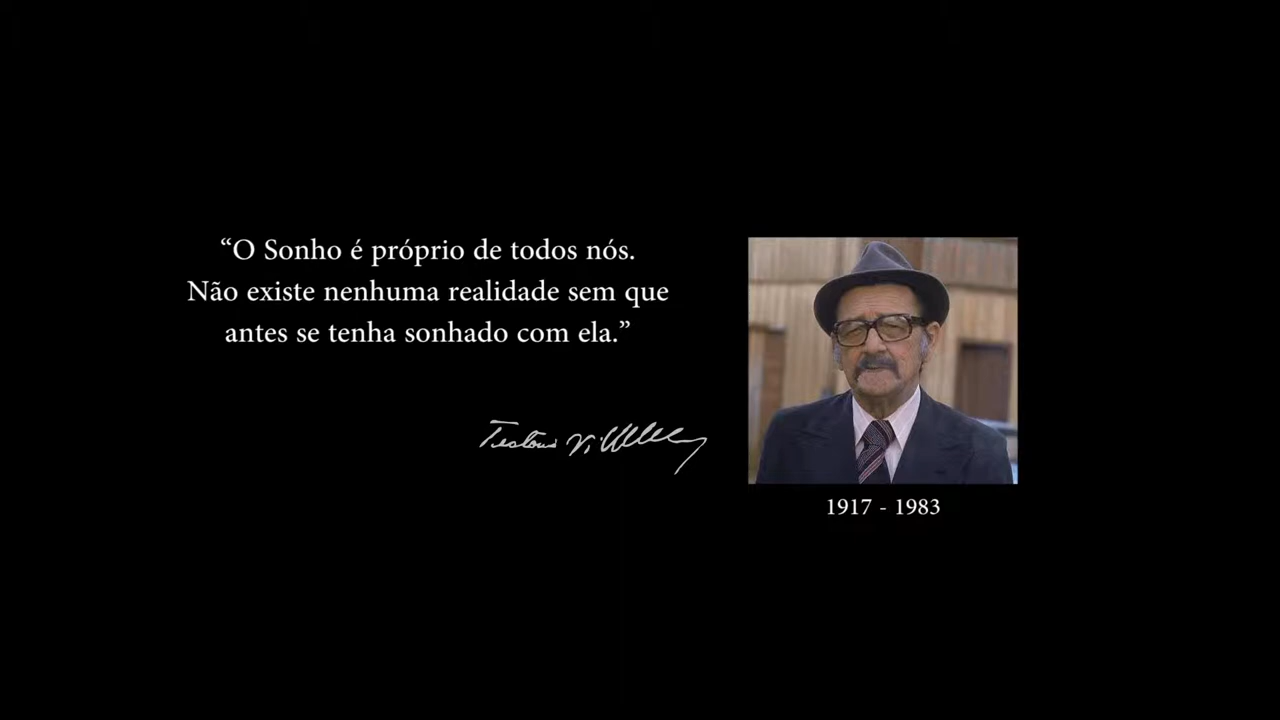 “O Sonho é próprio de todos nós.
Não existe nenhuma realidade sem que
antes se tenha sonhado com ela.”
1917 - 1983